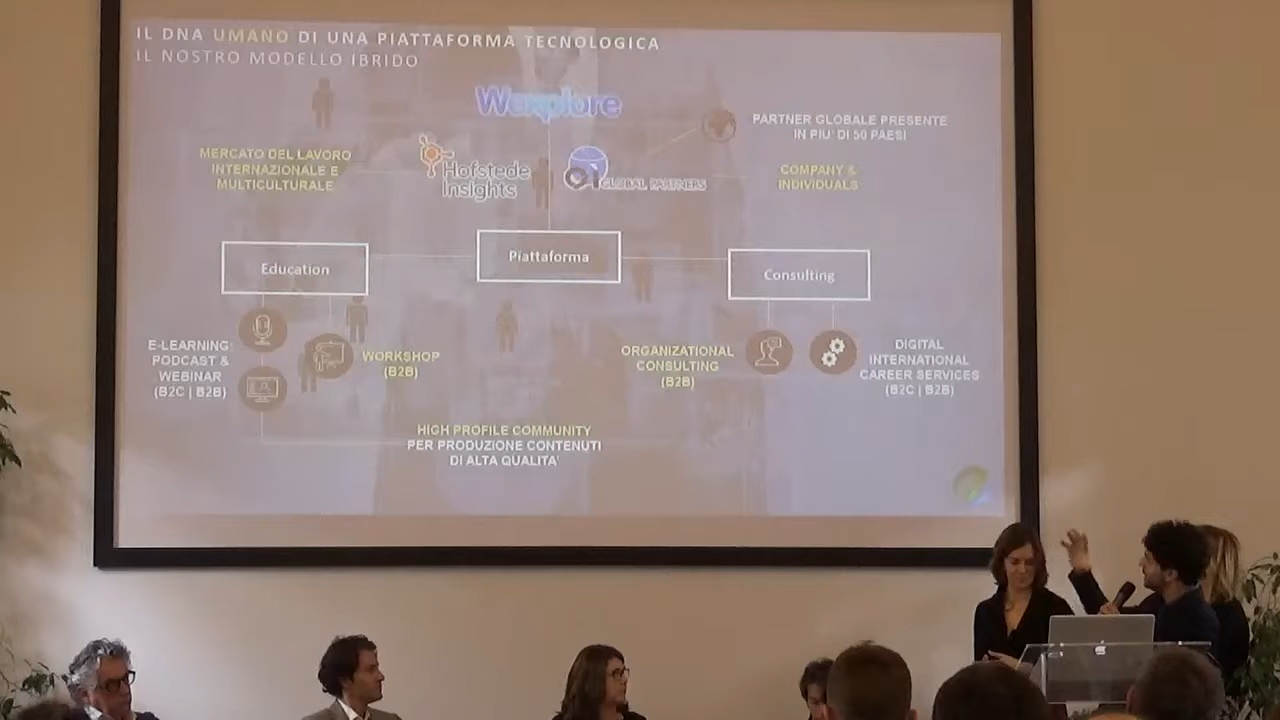 IL DNA UMANO DI UNA PIATTAFORMA TECNOLOGICA
IL NOSTRO MODELLO IBRIDO
Wexplore
PARTNER GLOBALE PRESENTE
IN PIU' DI 50 PAESI
MERCATO DEL LAVORO
INTERNAZIONALE E
MULTICULTURALE
Hofstede
Insights
OI GLOBAL PARTNERS
COMPANY &
INDIVIDUALS
Education
Piattaforma
Consulting
E-LEARNING
PODCAST &
WEBINAR
(B2C | B2B)
WORKSHOP
(B2B)
ORGANIZATIONAL
CONSULTING
(B2B)
DIGITAL
INTERNATIONAL
CAREER SERVICES
(B2C | B2B)
HIGH PROFILE COMMUNITY
PER PRODUZIONE CONTENUTI
DI ALTA QUALITA'